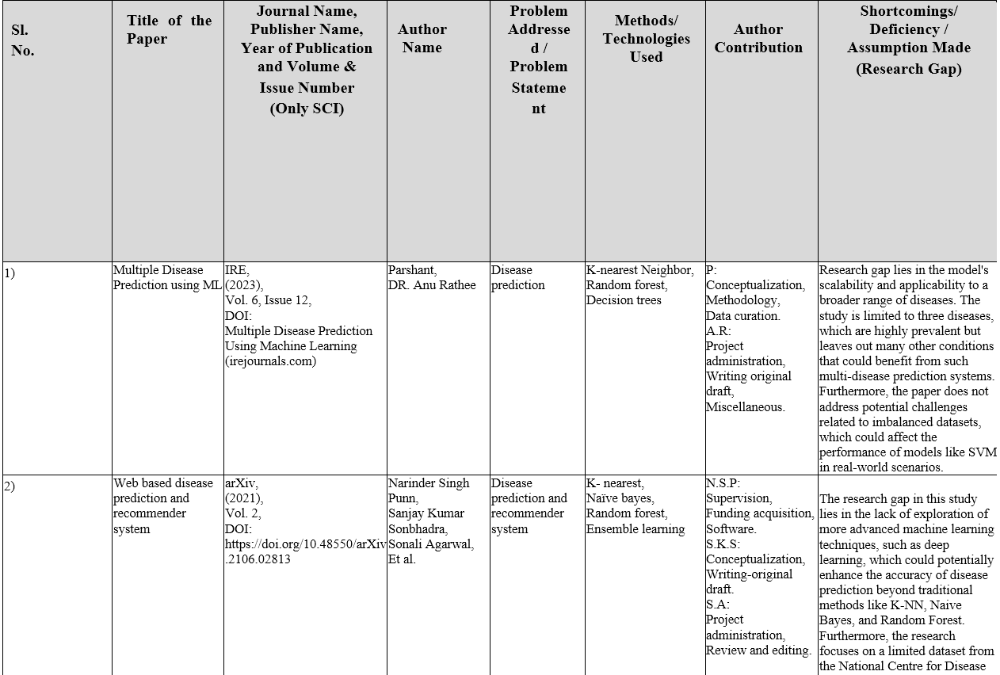 Sl.
No.
Title of the
Paper
Journal Name,
Publisher Name,
Year of Publication
and Volume &
Issue Number
(Only SCI)
Author
Name
Problem
Addresse
d /
Problem
Stateme
nt
Methods/
Technologies
Used
Author
Contribution
Shortcomings/
Deficiency /
Assumption Made
(Research Gap)
1)
Multiple Disease
Prediction using ML
IRE,
(2023),
Vol. 6, Issue 12,
DOI:
Multiple Disease Prediction
Using Machine Learning
(irejournals.com)
Parshant,
DR. Anu Rathee
Disease
prediction
K-nearest Neighbor,
Random forest,
Decision trees
P:
Conceptualization,
Methodology,
Data curation.
A.R:
Project
administration,
Writing original
draft,
Miscellaneous.
Research gap lies in the model's
scalability and applicability to a
broader range of diseases. The
study is limited to three diseases,
which are highly prevalent but
leaves out many other conditions
that could benefit from such
multi-disease prediction systems.
Furthermore, the paper does not
address potential challenges
related to imbalanced datasets,
which could affect the
performance of models like SVM
in real-world scenarios.
2)
Web based disease
prediction and
recommender
system
arXiv,
(2021),
Vol. 2,
DOI:
https://doi.org/10.48550/arXiv
.2106.02813
Narinder Singh
Punn,
Sanjay Kumar
Sonbhadra,
Sonali Agarwal,
Et al.
Disease
prediction and
recommender
system
K- nearest,
Naïve bayes,
Random forest,
Ensemble learning
N.S.P:
Supervision,
Funding acquisition,
Software.
S.K.S:
Conceptualization,
Writing-original
draft.
S.A:
Project
administration,
Review and editing.
The research gap in this study
lies in the lack of exploration of
more advanced machine learning
techniques, such as deep
learning, which could potentially
enhance the accuracy of disease
prediction beyond traditional
methods like K-NN, Naive
Bayes, and Random Forest.
Furthermore, the research
focuses on a limited dataset from
the National Centre for Disease